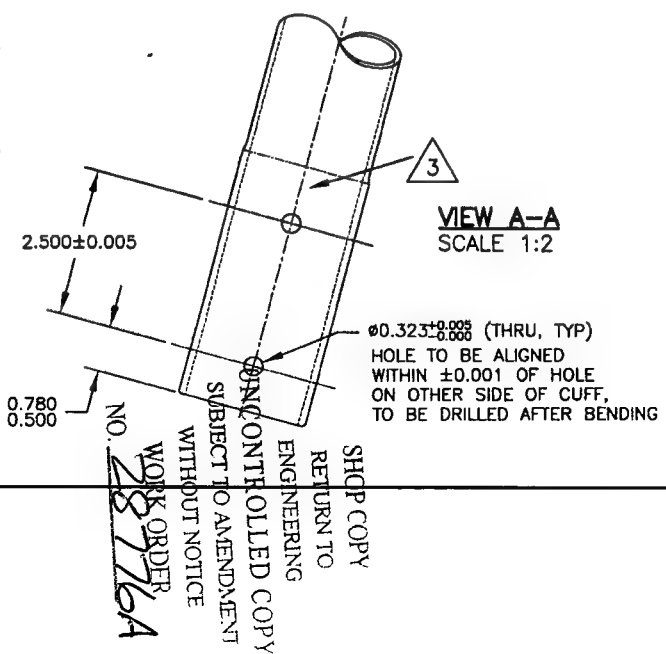 3
VIEW A-A
SCALE 1:2
2.500±0.005
ø0.323+0.005 -0.000 (THRU, TYP)
HOLE TO BE ALIGNED
WITHIN ±0.001 OF HOLE
ON OTHER SIDE OF CUFF,
TO BE DRILLED AFTER BENDING
0.780
0.500
SHOP COPY
RETURN TO
ENGINEERING
UNCONTROLLED COPY
SUBJECT TO AMENDMENT
WITHOUT NOTICE
WORK ORDER
NO. 28776A